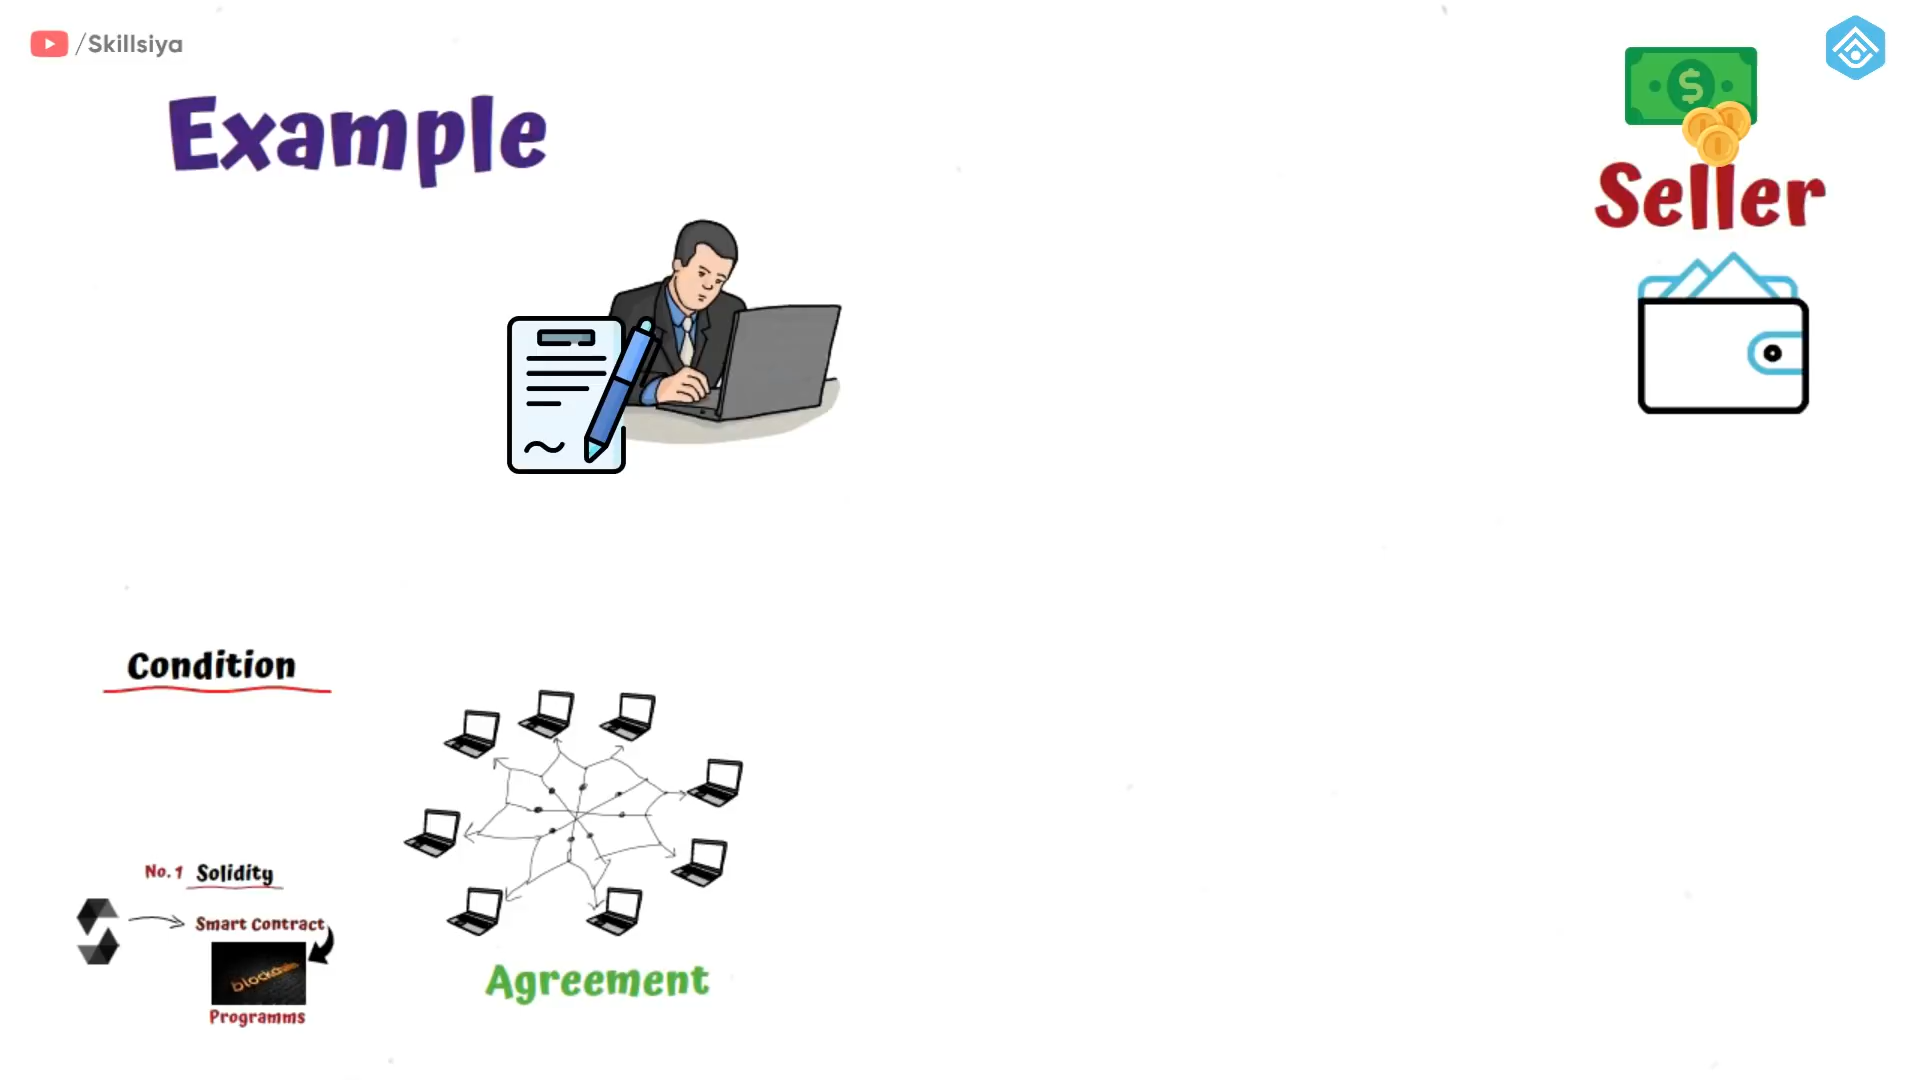 /Skillsiya
Example
Seller
Condition
No. 1 Solidity
Smart Contract
Programms
Agreement